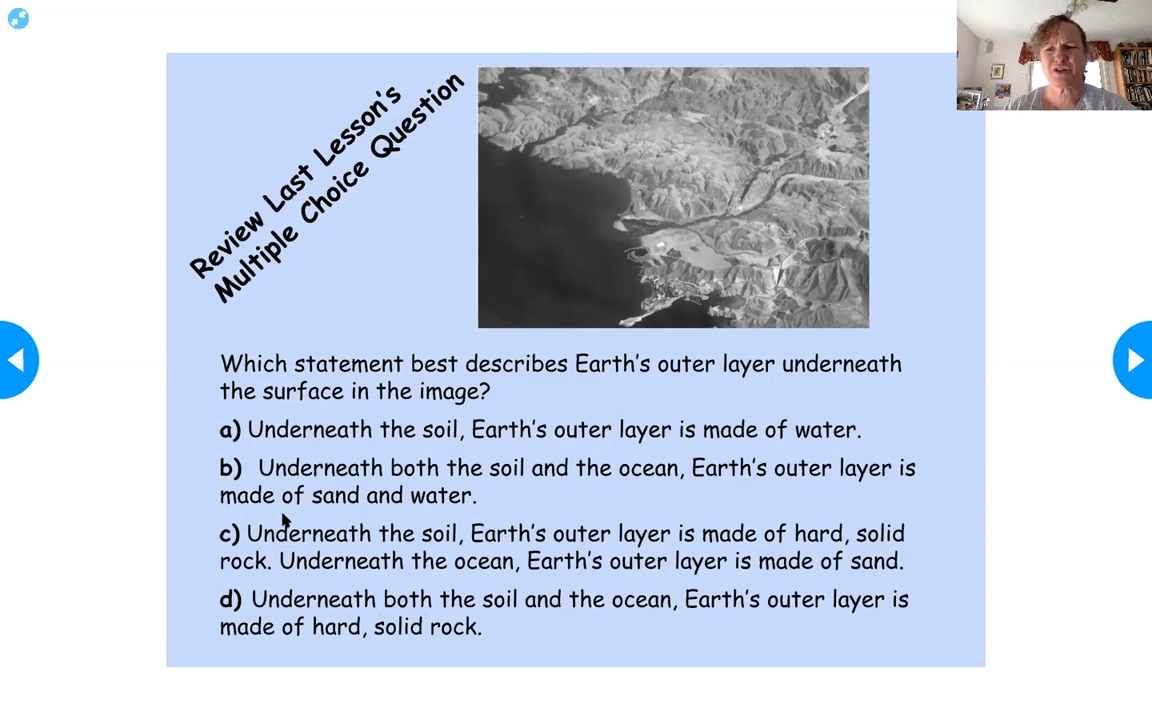 Review Last Lesson's
Multiple Choice Question
Which statement best describes Earth's outer layer underneath
the surface in the image?
a) Underneath the soil, Earth's outer layer is made of water.
b) Underneath both the soil and the ocean, Earth's outer layer is
made of sand and water.
c) Underneath the soil, Earth's outer layer is made of hard, solid
rock. Underneath the ocean, Earth's outer layer is made of sand.
d) Underneath both the soil and the ocean, Earth's outer layer is
made of hard, solid rock.